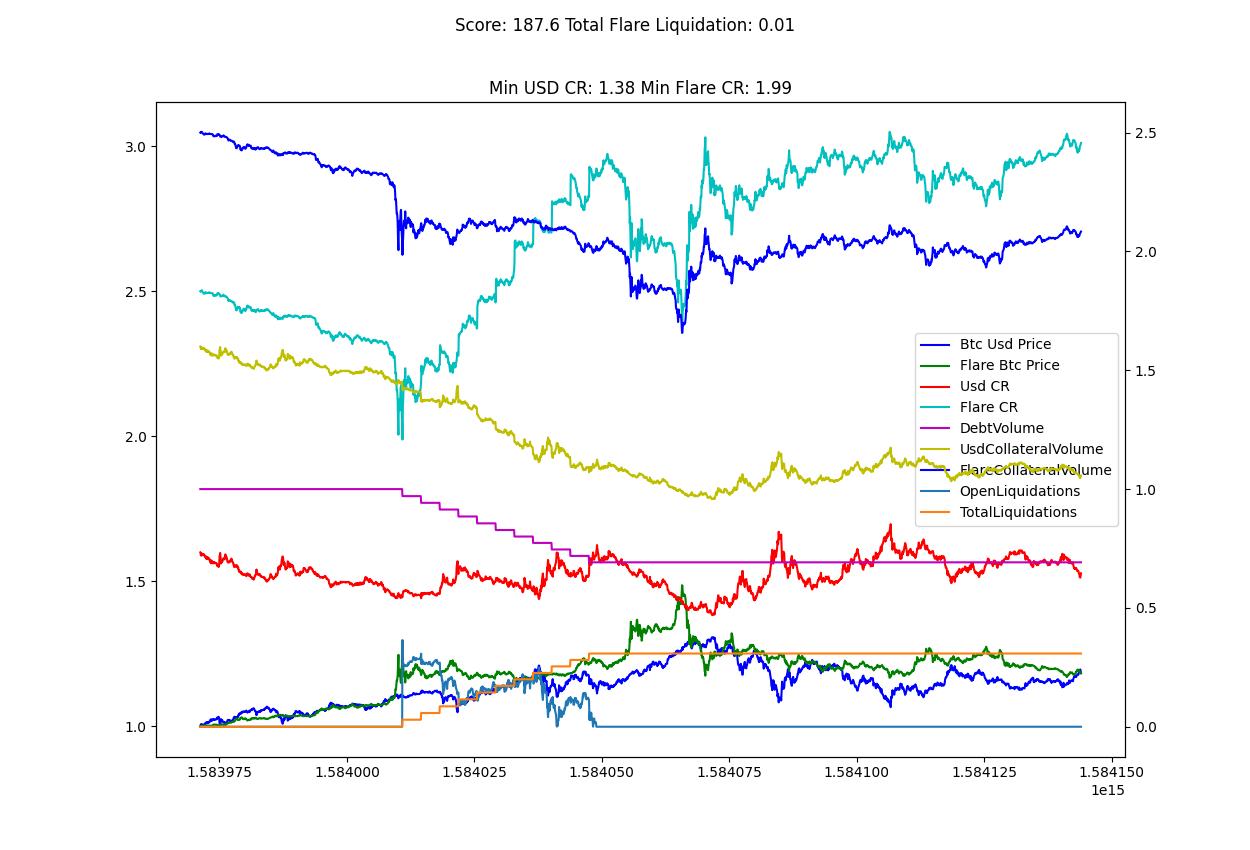 Score: 187.6 Total Flare Liquidation: 0.01
Min USD CR: 1.38 Min Flare CR: 1.99
3.0
2.5
2.0
1.5
1.0
2.5
2.0
1.5
1.0
0.5
0.0
Btc Usd Price
Flare Btc Price
Usd CR
Flare CR
DebtVolume
UsdCollateralVolume
FlareCollateralVolume
OpenLiquidations
TotalLiquidations
1.583975 1.584000 1.584025 1.584050 1.584075 1.584100 1.584125 1.584150
1e15